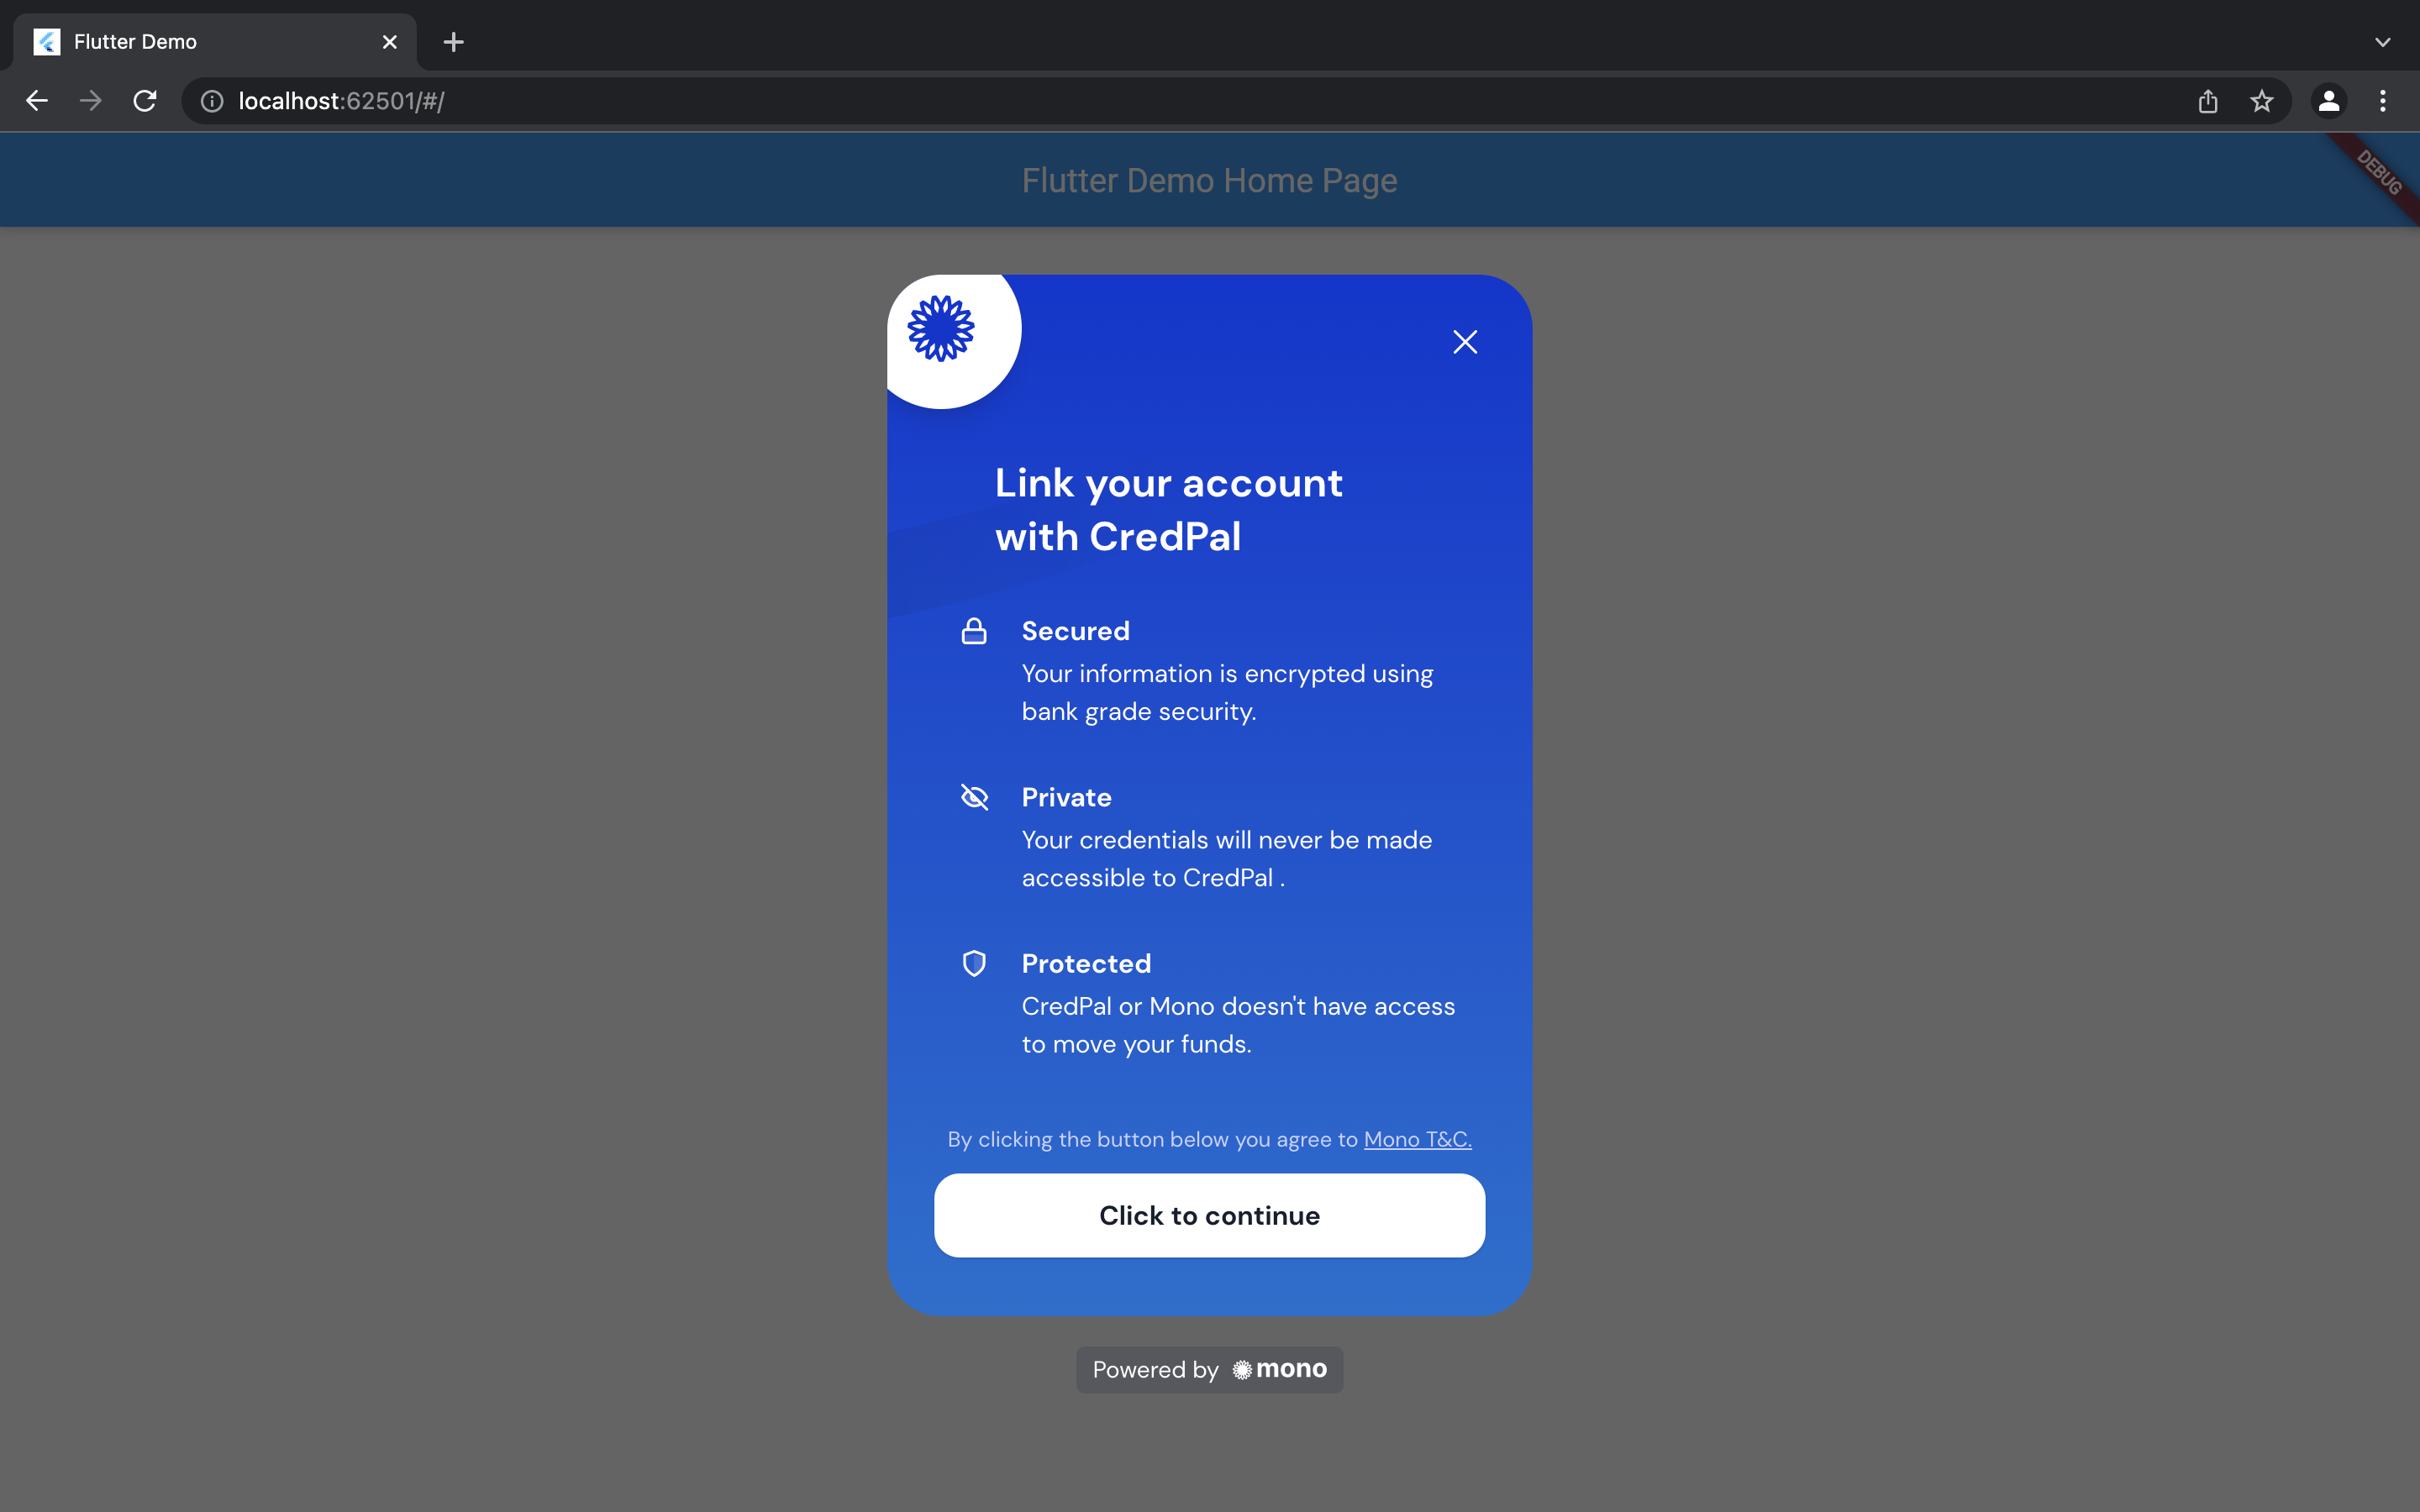 Flutter Demo
localhost:62501/#/
Flutter Demo Home Page
DEBUG
Link your account
with CredPal
Secured
Your information is encrypted using
bank grade security.
Private
Your credentials will never be made
accessible to CredPal .
Protected
CredPal or Mono doesn't have access
to move your funds.
By clicking the button below you agree to Mono T&C.
Click to continue
Powered by mono